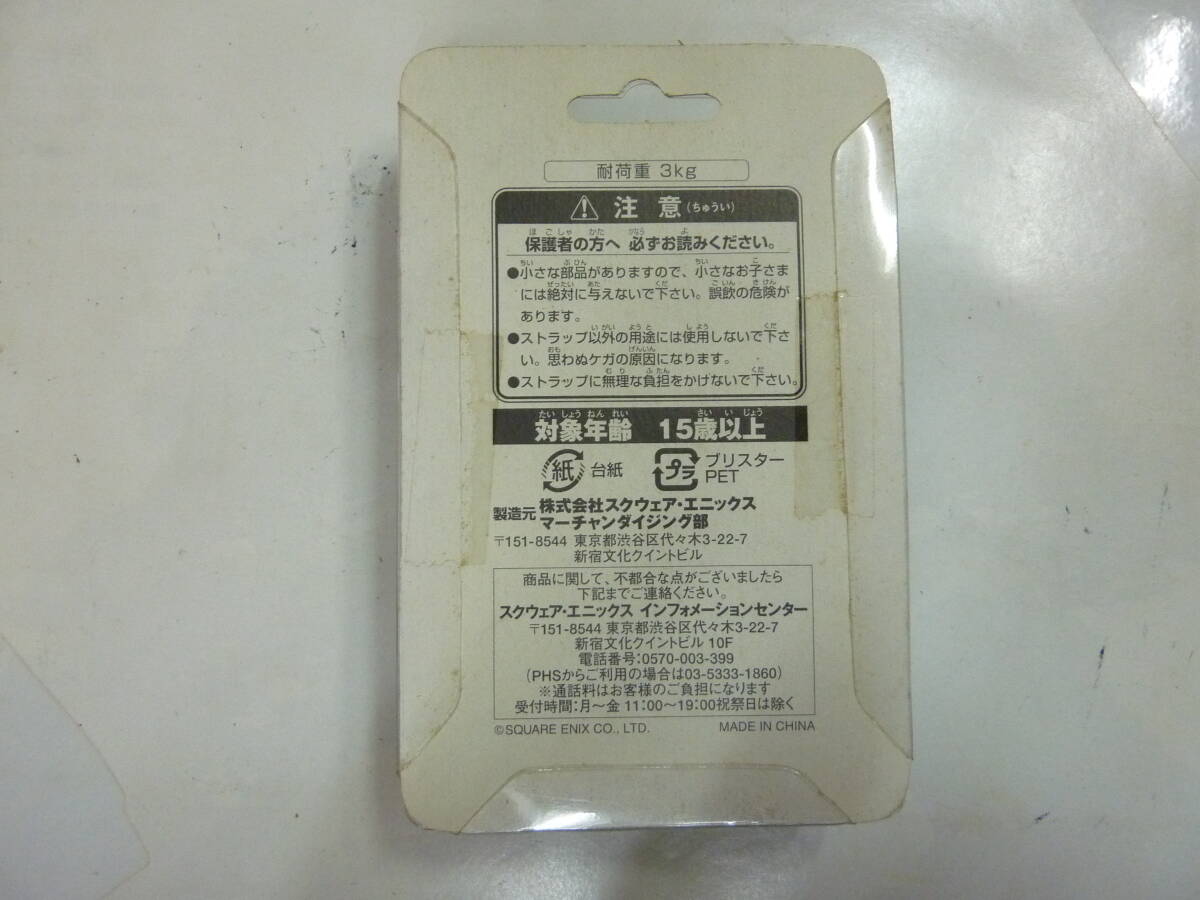 耐荷重 3kg
注意(ちゅうい)
保護者の方へ 必ずお読みください。
●小さな部品がありますので、小さなお子さま
には絶対に与えないで下さい。誤飲の危険が
あります。
●ストラップ以外の用途には使用しないで下さ
い。思わぬケガの原因になります。
●ストラップに無理な負担をかけないで下さい。
対象年齢 15歳以上
紙 台紙 プラ ブリスター
PET
製造元 株式会社スクウェア・エニックス
マーチャンダイジング部
〒151-8544 東京都渋谷区代々木3-22-7
新宿文化クイントビル
商品に関して、不都合な点がございましたら
下記までご連絡ください。
スクウェア・エニックス インフォメーションセンター
〒151-8544 東京都渋谷区代々木3-22-7
新宿文化クイントビル 10F
電話番号:0570-003-399
(PHSからご利用の場合は03-5333-1860)
※通話料はお客様のご負担になります
受付時間:月〜金 11:00〜19:00祝祭日は除く
©SQUARE ENIX CO., LTD. MADE IN CHINA